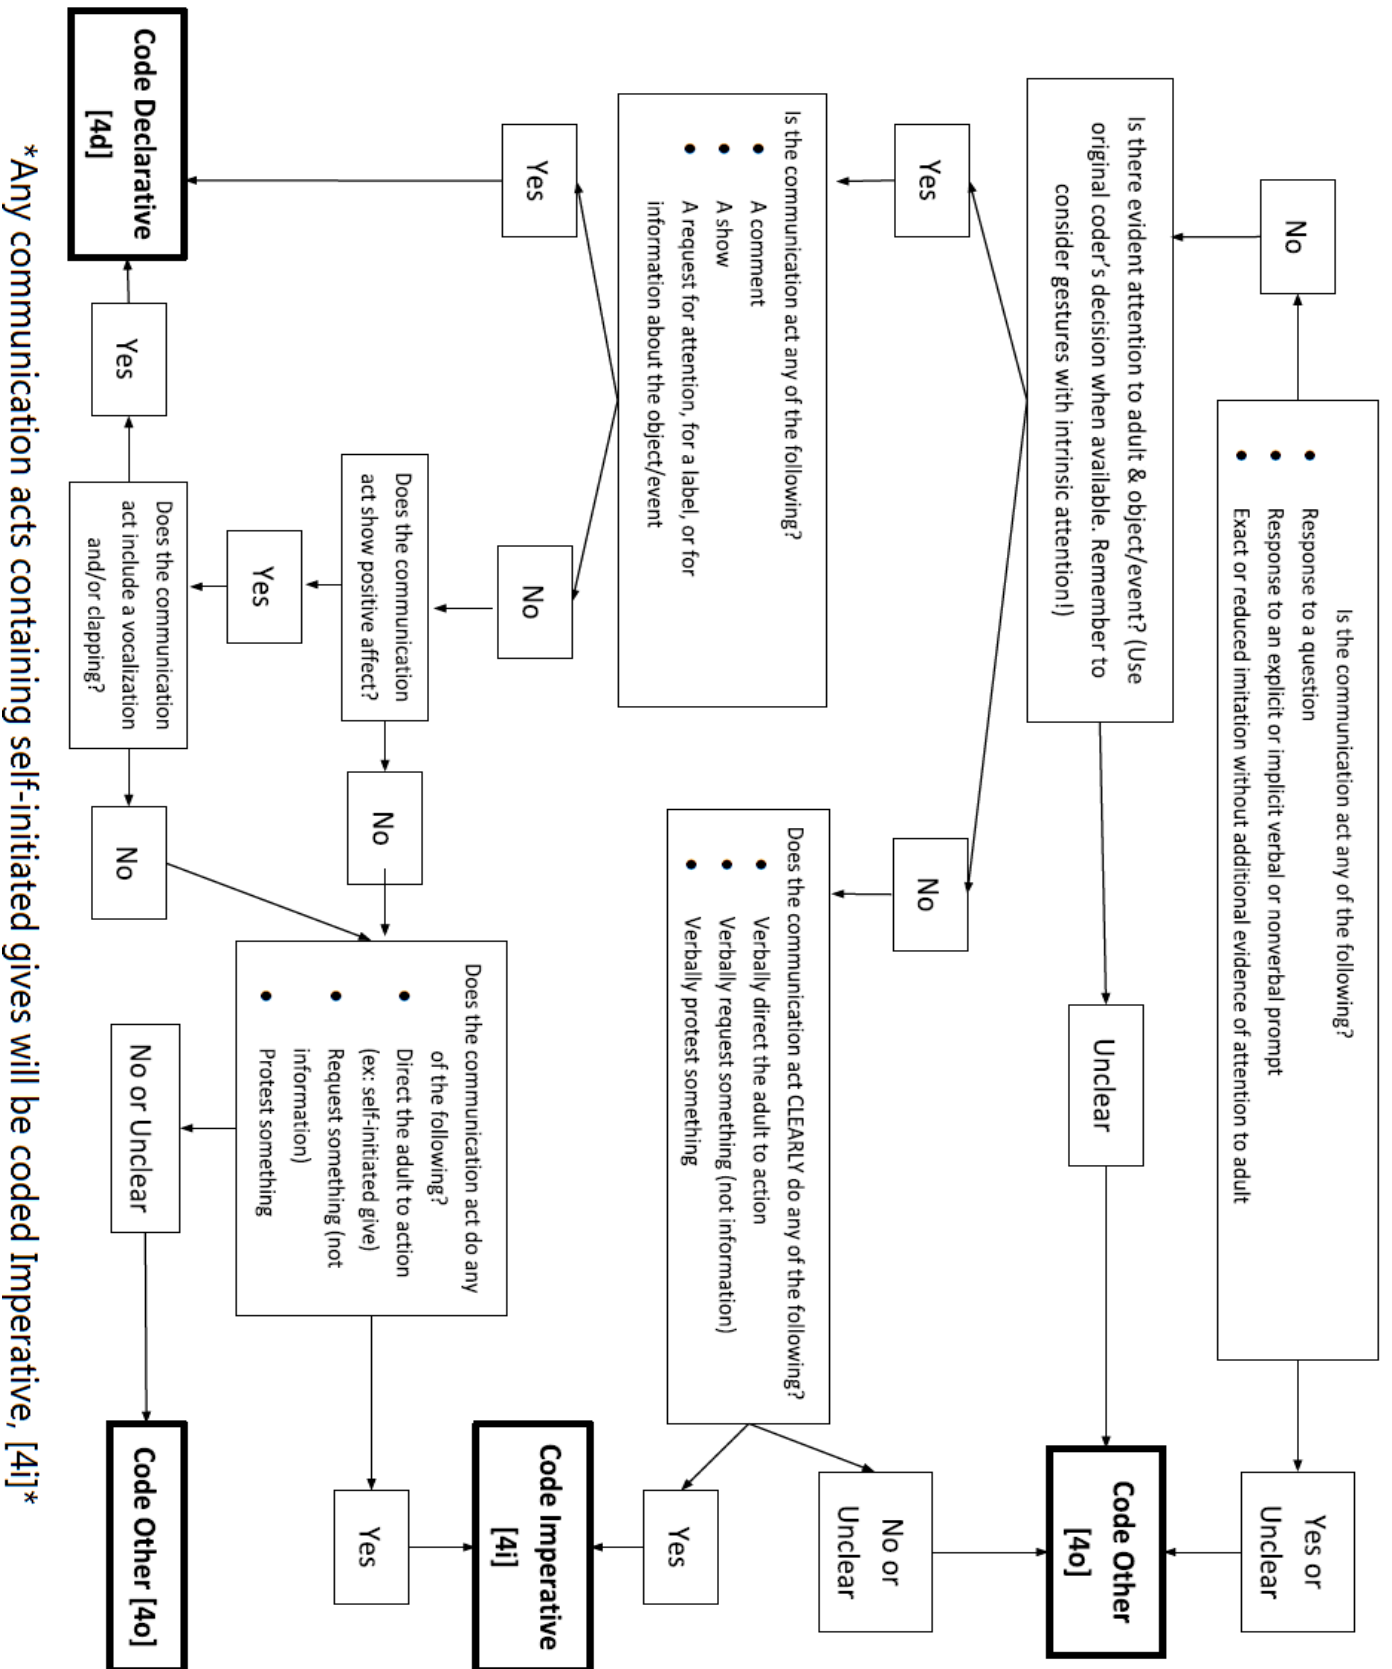 Is the communication act any of the following?
• Response to a question
• Response to an explicit or implicit verbal or nonverbal prompt
• Exact or reduced imitation without additional evidence of attention to adult
No
Yes or
Unclear
Is there evident attention to adult & object/event? (Use
original coder's decision when available. Remember to
consider gestures with intrinsic attention!)
Unclear
Code Other
[4o]
Yes
No
No or
Unclear
Is the communication act any of the following?
• A comment
• A show
• A request for attention, for a label, or for
information about the object/event
Does the communication act CLEARLY do any of the following?
• Verbally direct the adult to action
• Verbally request something (not information)
• Verbally protest something
Yes
Yes
No
Code Imperative
[4i]
Does the communication
act show positive affect?
No
Does the communication act do any
of the following?
• Direct the adult to action
(ex: self-initiated give)
• Request something (not
information)
• Protest something
Yes
Yes
Code Declarative
[4d]
Yes
Does the communication
act include a vocalization
and/or clapping?
No
No or Unclear
Code Other [4o]
*Any communication acts containing self-initiated gives will be coded Imperative, [4i]*